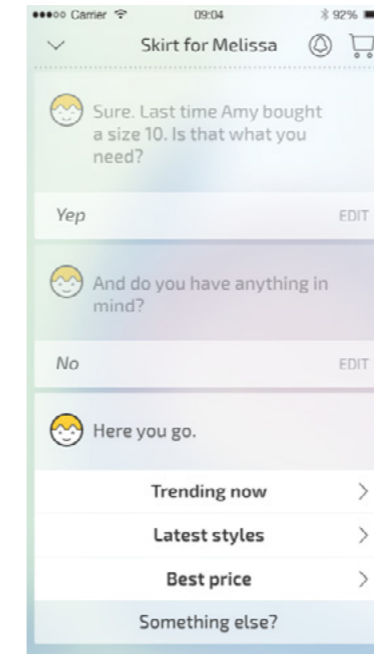 ●●●○○ Carrier 09:04 92%
Skirt for Melissa
Sure. Last time Amy bought
a size 10. Is that what you
need?
Yep EDIT
And do you have anything in
mind?
No EDIT
Here you go.
Trending now
Latest styles
Best price
Something else?